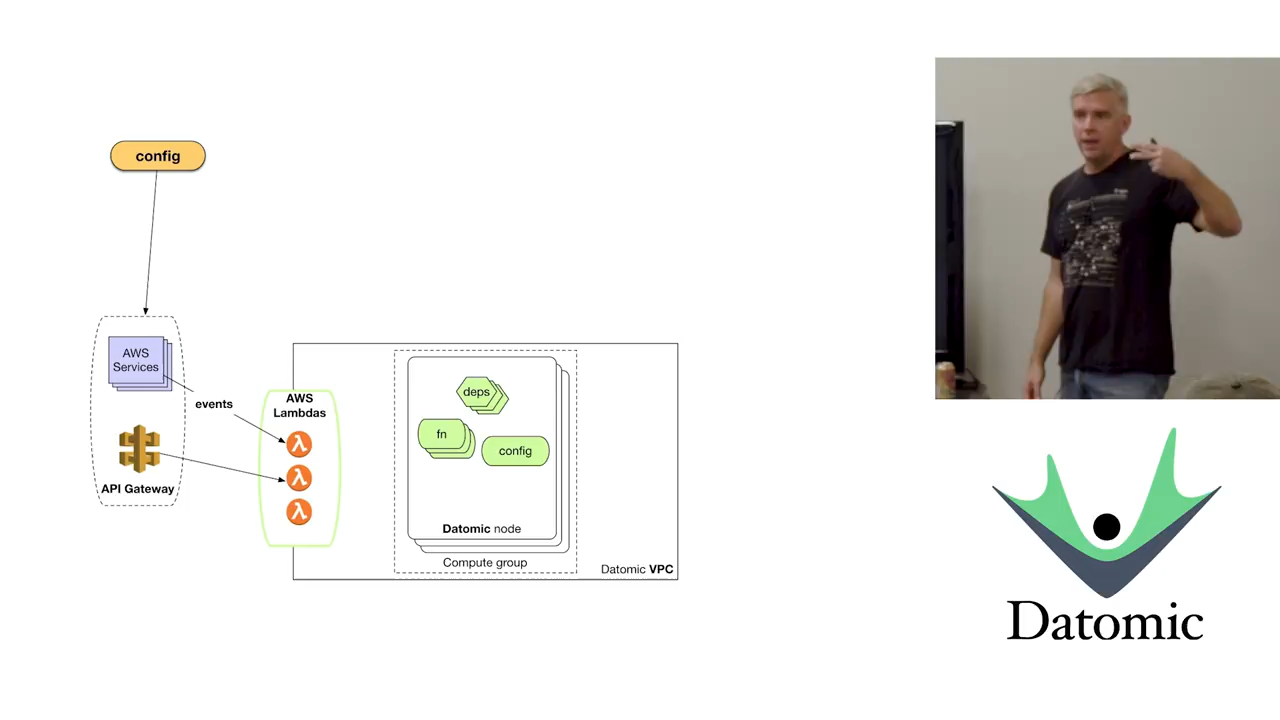 config
AWS
Services
events
API Gateway
AWS
Lambdas
λ
λ
λ
deps
fn
config
Datomic node
Compute group
Datomic VPC
Datomic